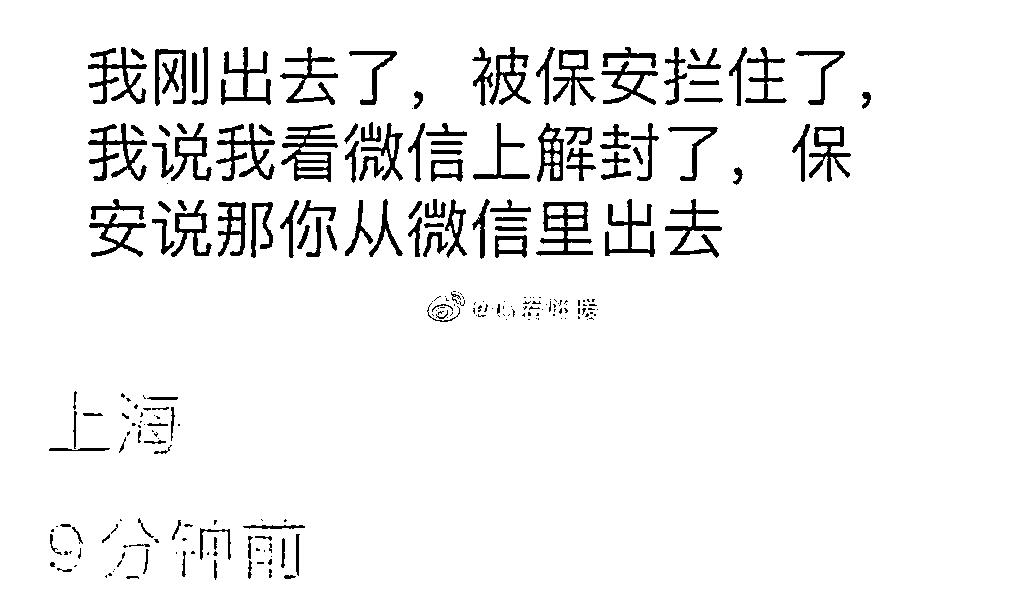 我刚出去了，被保安拦住了，
我说我看微信上解封了，保
安说那你从微信里出去
上海
9分钟前